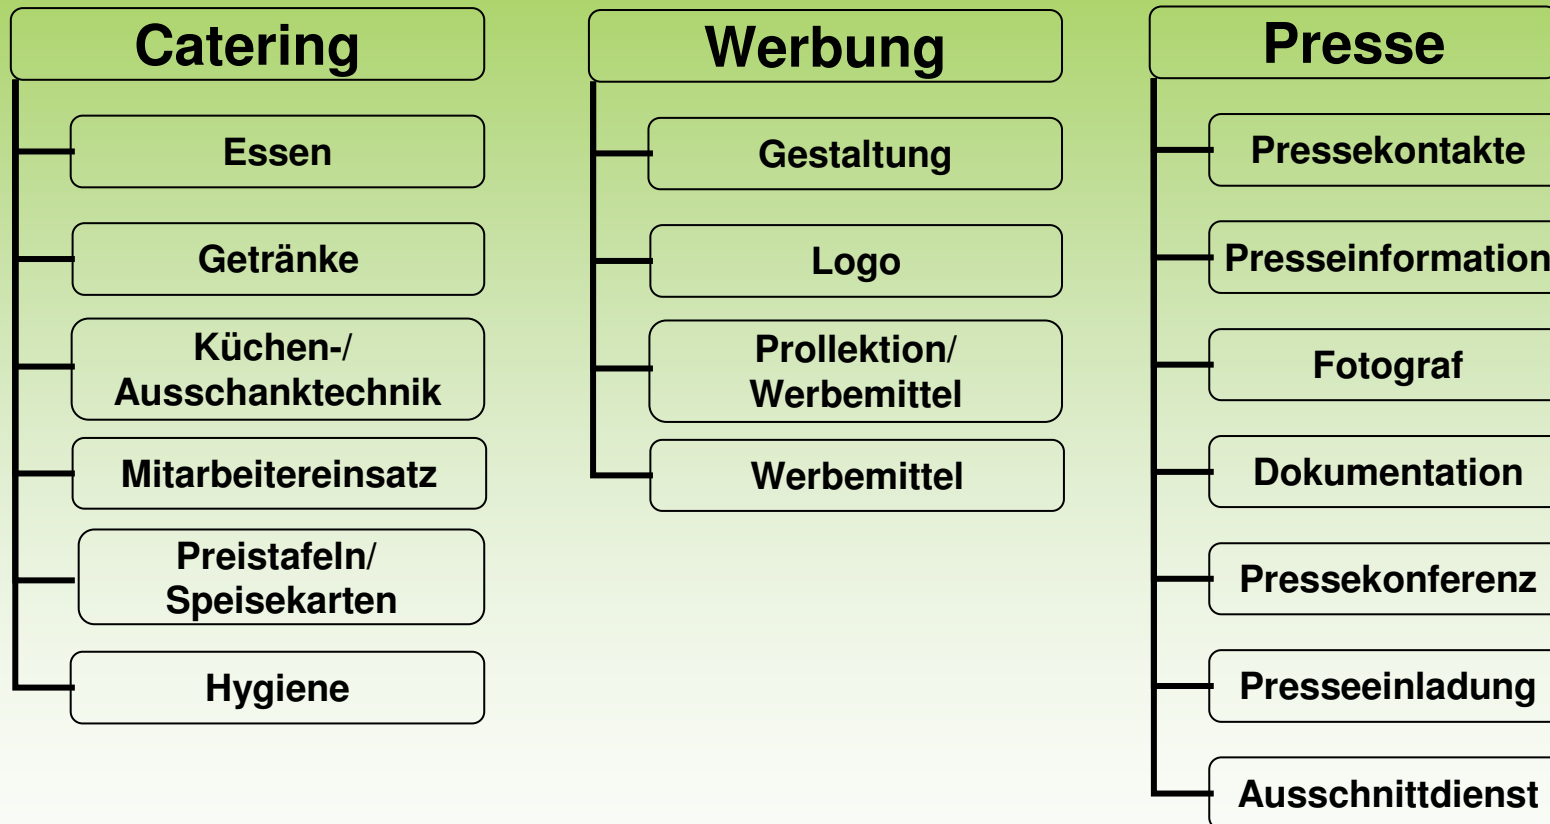 Catering
Essen
Getränke
Küchen-/
Ausschanktechnik
Mitarbeitereinsatz
Preistafeln/
Speisekarten
Hygiene
Werbung
Gestaltung
Logo
Prollektion/
Werbemittel
Werbemittel
Presse
Pressekontakte
Presseinformation
Fotograf
Dokumentation
Pressekonferenz
Presseeinladung
Ausschnittdienst